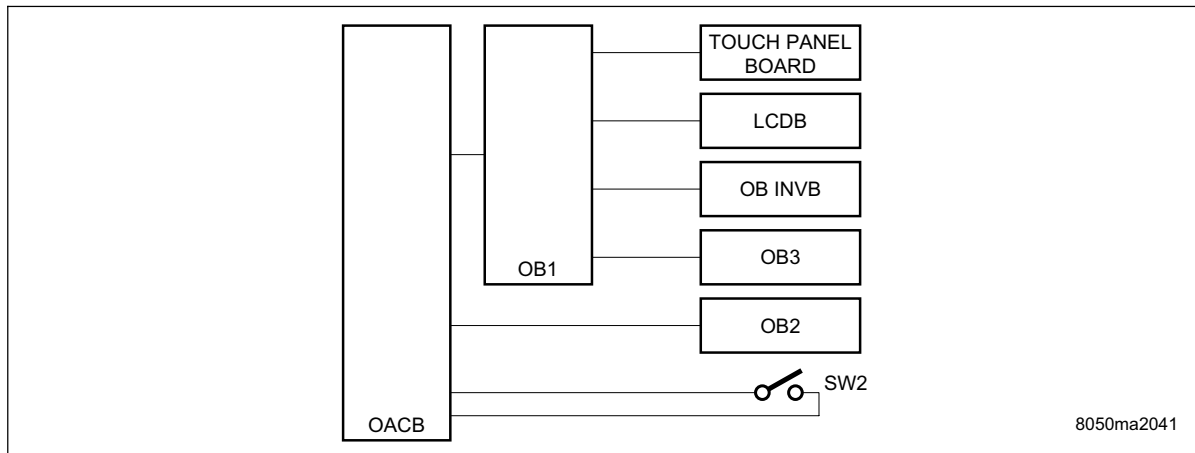 TOUCH PANEL
BOARD
LCDB
OB INVB
OB3
OB1
OB2
SW2
OACB
8050ma2041